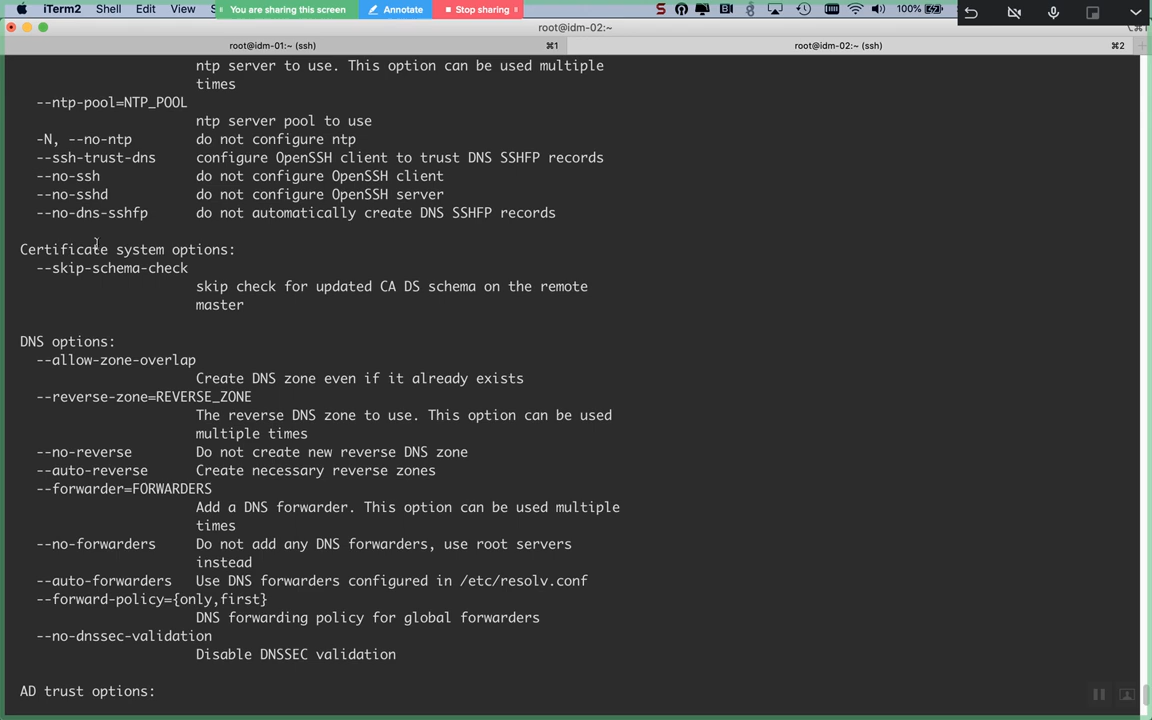 iTerm2 Shell Edit View S You are sharing this screen Annotate Stop sharing 100%
root@idm-02:~ (ssh)
root@idm-01:~ (ssh) ⌘1 root@idm-02:~ (ssh) ⌘2
ntp server to use. This option can be used multiple
times
--ntp-pool=NTP_POOL
ntp server pool to use
-N, --no-ntp do not configure ntp
--ssh-trust-dns configure OpenSSH client to trust DNS SSHFP records
--no-ssh do not configure OpenSSH client
--no-sshd do not configure OpenSSH server
--no-dns-sshfp do not automatically create DNS SSHFP records
Certificate system options:
--skip-schema-check
skip check for updated CA DS schema on the remote
master
DNS options:
--allow-zone-overlap
Create DNS zone even if it already exists
--reverse-zone=REVERSE_ZONE
The reverse DNS zone to use. This option can be used
multiple times
--no-reverse Do not create new reverse DNS zone
--auto-reverse Create necessary reverse zones
--forwarder=FORWARDERS
Add a DNS forwarder. This option can be used multiple
times
--no-forwarders Do not add any DNS forwarders, use root servers
instead
--auto-forwarders Use DNS forwarders configured in /etc/resolv.conf
--forward-policy={only,first}
DNS forwarding policy for global forwarders
--no-dnssec-validation
Disable DNSSEC validation
AD trust options: